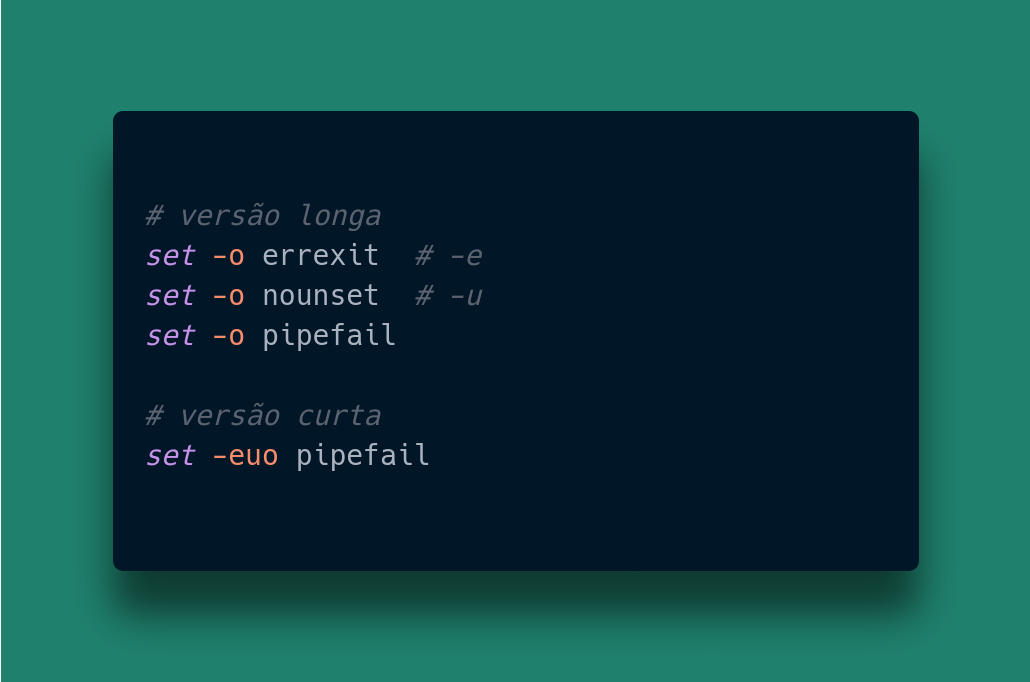 # versão longa
set -o errexit  # -e
set -o nounset  # -u
set -o pipefail
# versão curta
set -euo pipefail